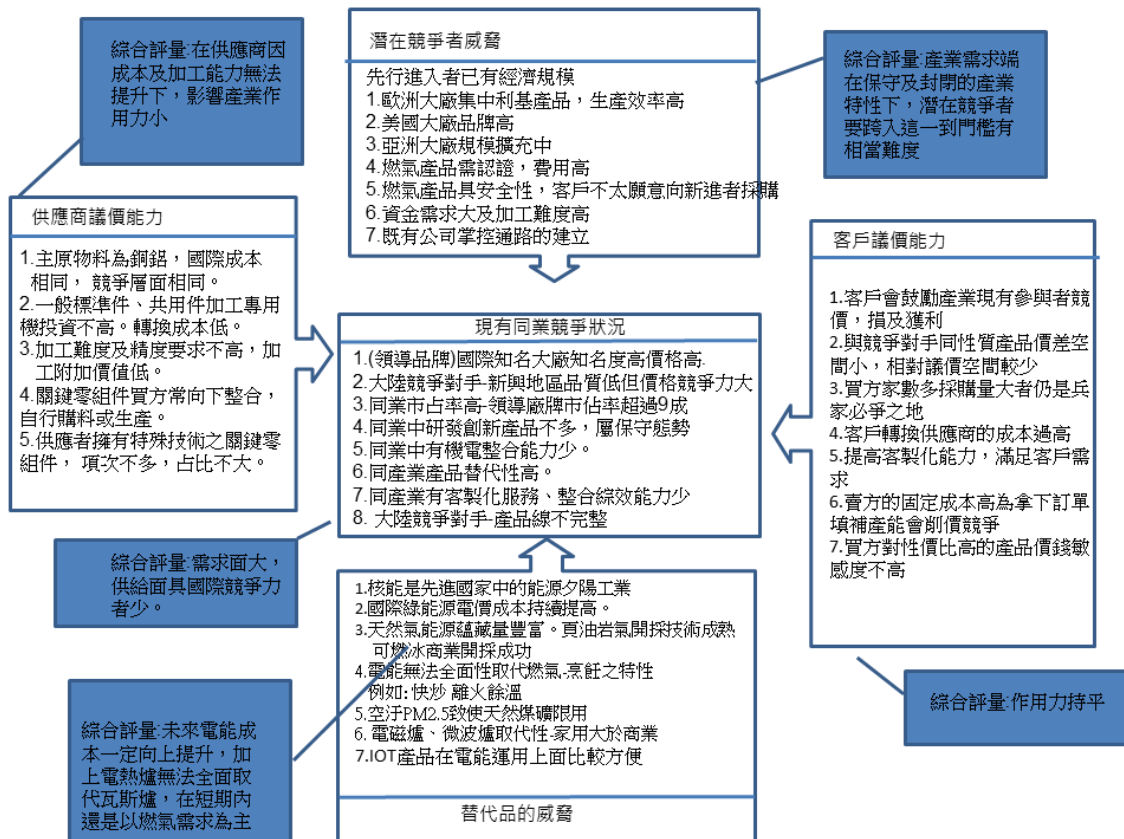 綜合評量:在供應商因
成本及加工能力無法
提升下，影響產業作
用力小
潛在競爭者威脅
先行進入者已有經濟規模
1.歐洲大廠集中利基產品，生產效率高
2.美國大廠品牌高
3.亞洲大廠規模擴充中
4.燃氣產品需認證，費用高
5.燃氣產品具安全性，客戶不太願意向新進者採購
6.資金需求大及加工難度高
7.既有公司掌控通路的建立
綜合評量:產業需求端
在保守及封閉的產業
特性下，潛在競爭者
要跨入這一到門檻有
相當難度
供應商議價能力
1.主原物料為銅鋁，國際成本
相同， 競爭層面相同。
2.一般標準件、共用件加工專用
機投資不高。轉換成本低。
3.加工難度及精度要求不高，加
工附加價值低。
4.關鍵零組件買方常向下整合，
自行購料或生產。
5.供應者擁有特殊技術之關鍵零
組件， 項次不多，占比不大。
現有同業競爭狀況
1.(領導品牌)國際知名大廠知名度高價格高.
2.大陸競爭對手-新興地區品質低但價格競爭力大
3.同業市占率高-領導廠牌市佔率超過9成
4.同業中研發創新產品不多，屬保守態勢
5.同業中有機電整合能力少。
6.同產業產品替代性高。
7.同產業有客製化服務、整合綜效能力少
8. 大陸競爭對手-產品線不完整
客戶議價能力
1.客戶會鼓勵產業現有參與者競
價，損及獲利
2.與競爭對手同性質產品價差空
間小，相對議價空間較少
3.買方家數多採購量大者仍是兵
家必爭之地
4.客戶轉換供應商的成本過高
5.提高客製化能力，滿足客戶需
求
6.賣方的固定成本高為拿下訂單
填補產能會削價競爭
7.買方對性價比高的產品價錢敏
感度不高
綜合評量:需求面大，
供給面具國際競爭力
者少。
1.核能是先進國家中的能源夕陽工業
2.國際綠能源電價成本持續提高。
3.天然氣能源蘊藏量豐富。頁油岩氣開採技術成熟
可燃冰商業開採成功
4.電能無法全面性取代燃氣-烹飪之特性
例如:快炒 離火餘溫
5.空汙PM2.5致使天然煤礦限用
6. 電磁爐、微波爐取代性-家用大於商業
7.IOT產品在電能運用上面比較方便
替代品的威脅
綜合評量:未來電能成
本一定向上提升，加
上電熱爐無法全面取
代瓦斯爐，在短期內
還是以燃氣需求為主
綜合評量:作用力持平